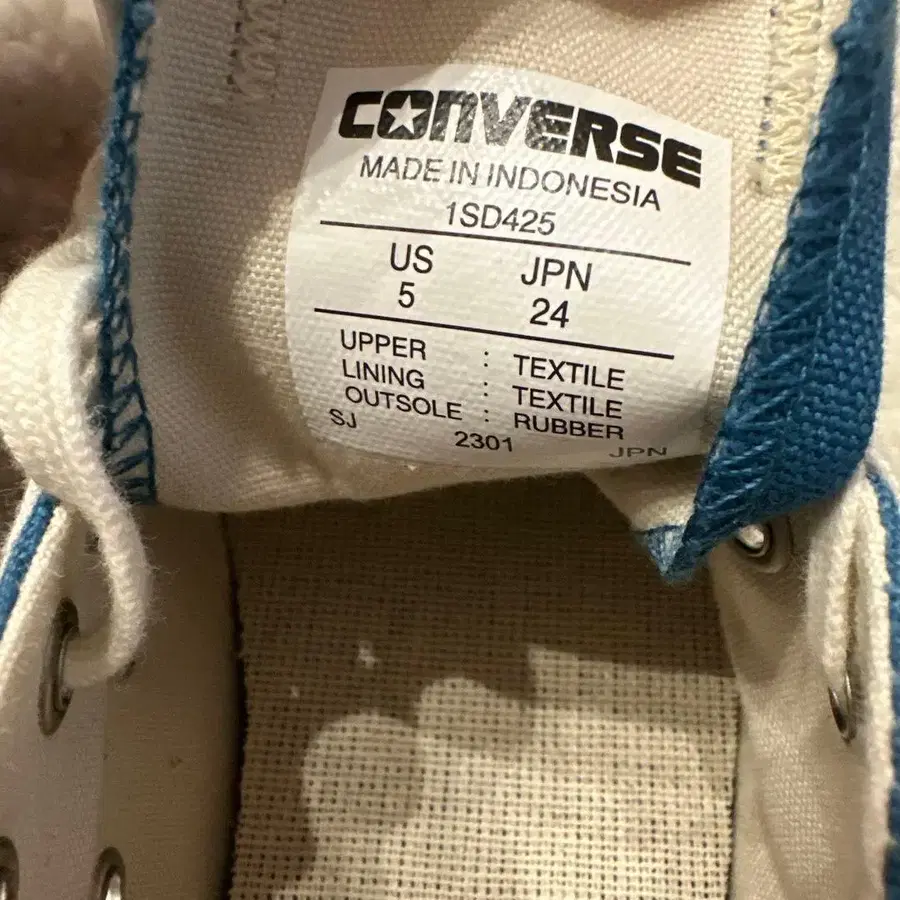 CONVERSE
MADE IN INDONESIA
1SD425
US JPN
5 24
UPPER : TEXTILE
LINING : TEXTILE
OUTSOLE : RUBBER
SJ 2301 JPN